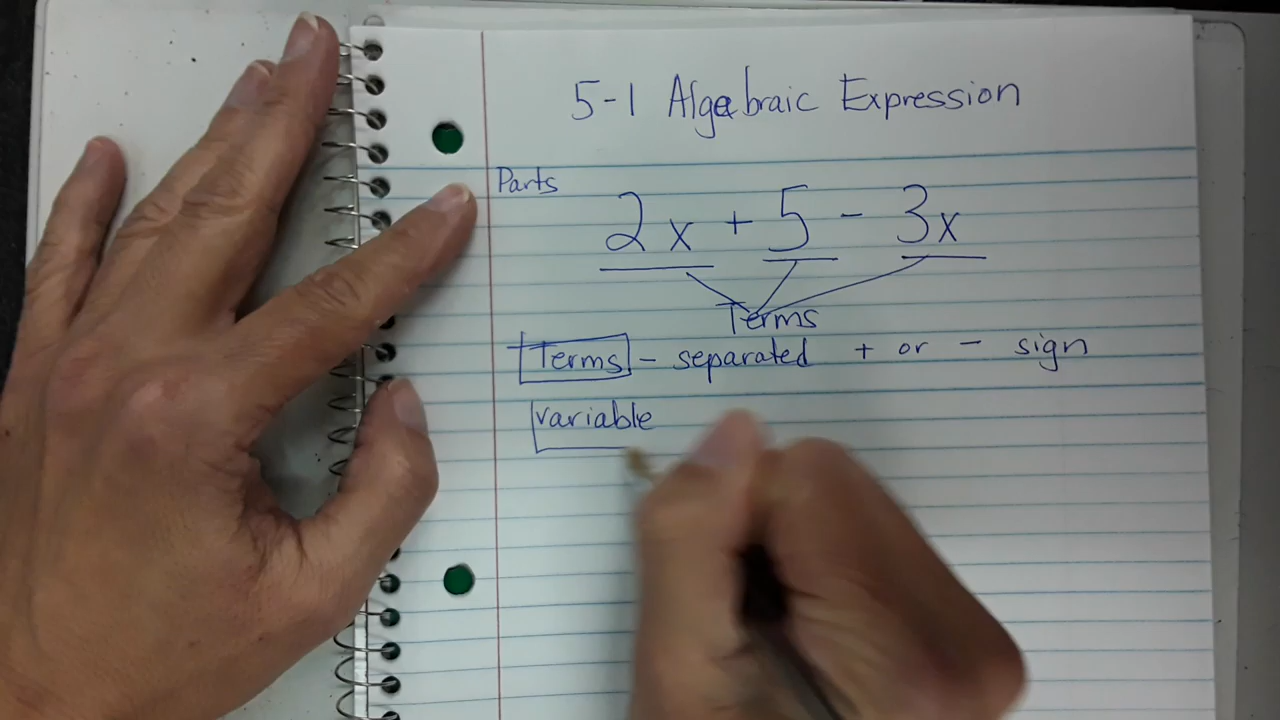 5-1 Algebraic Expression
Parts
2x + 5 - 3x
Terms
Terms - separated + or - sign
variable